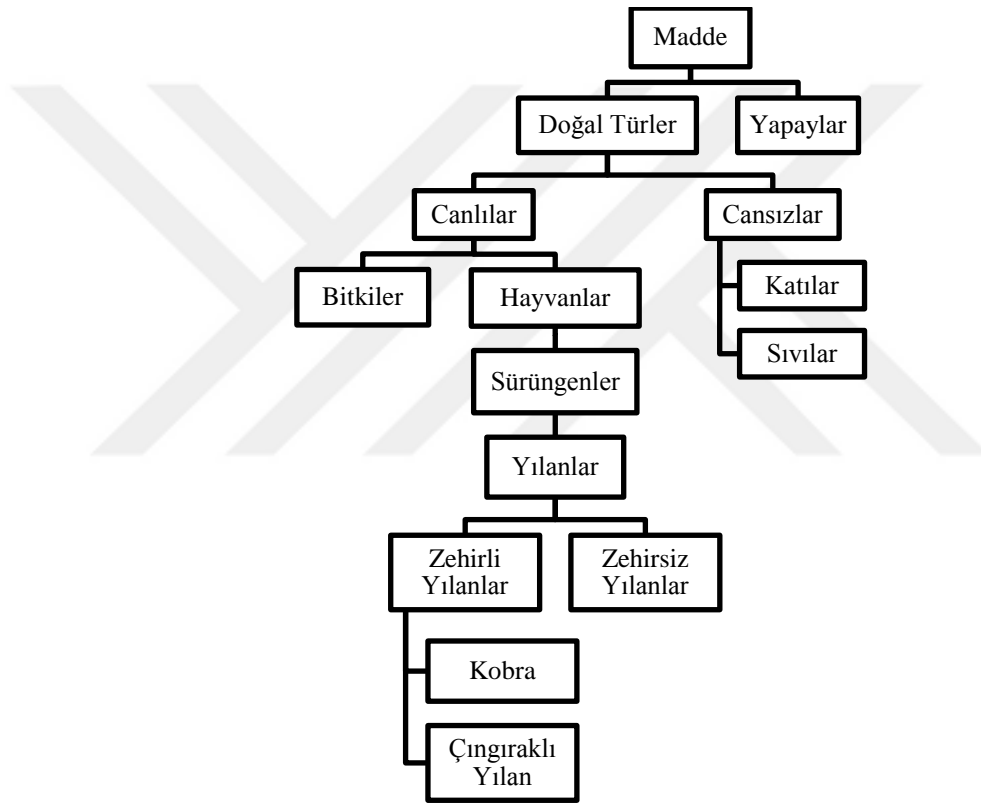 Madde
Doğal Türler
Yapaylar
Canlılar
Cansızlar
Bitkiler
Hayvanlar
Katılar
Sıvılar
Sürüngenler
Yılanlar
Zehirli
Yılanlar
Zehirsiz
Yılanlar
Kobra
Çıngıraklı
Yılan